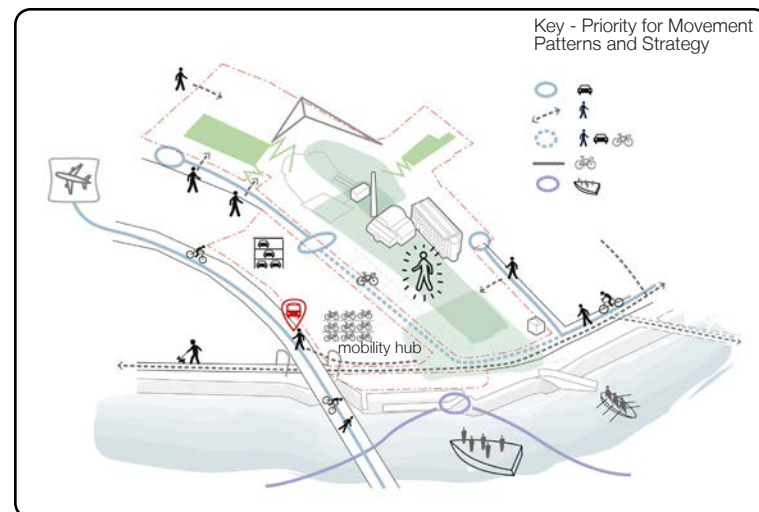 Key - Priority for Movement
Patterns and Strategy
mobility hub